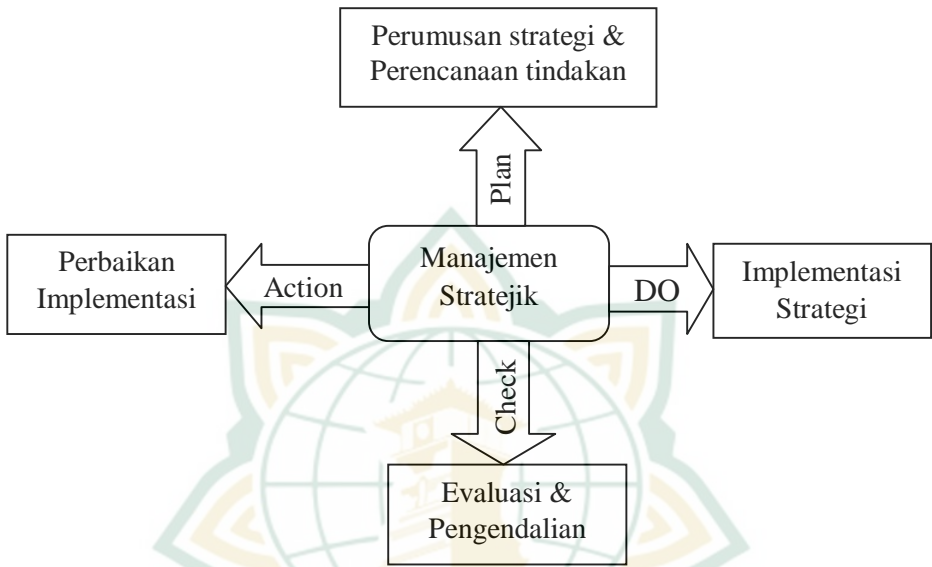 Perumusan strategi &
Perencanaan tindakan
Plan
Perbaikan
Implementasi
Action
Manajemen
Stratejik
DO
Implementasi
Strategi
Check
Evaluasi &
Pengendalian